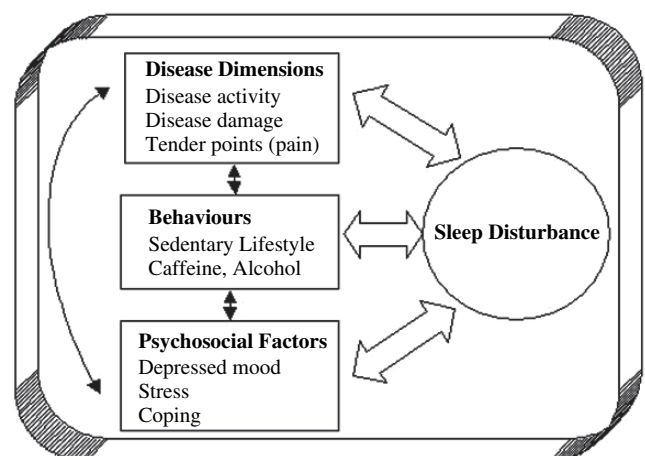 Disease Dimensions
Disease activity
Disease damage
Tender points (pain)
Behaviours
Sedentary Lifestyle
Caffeine, Alcohol
Psychosocial Factors
Depressed mood
Stress
Coping
Sleep Disturbance